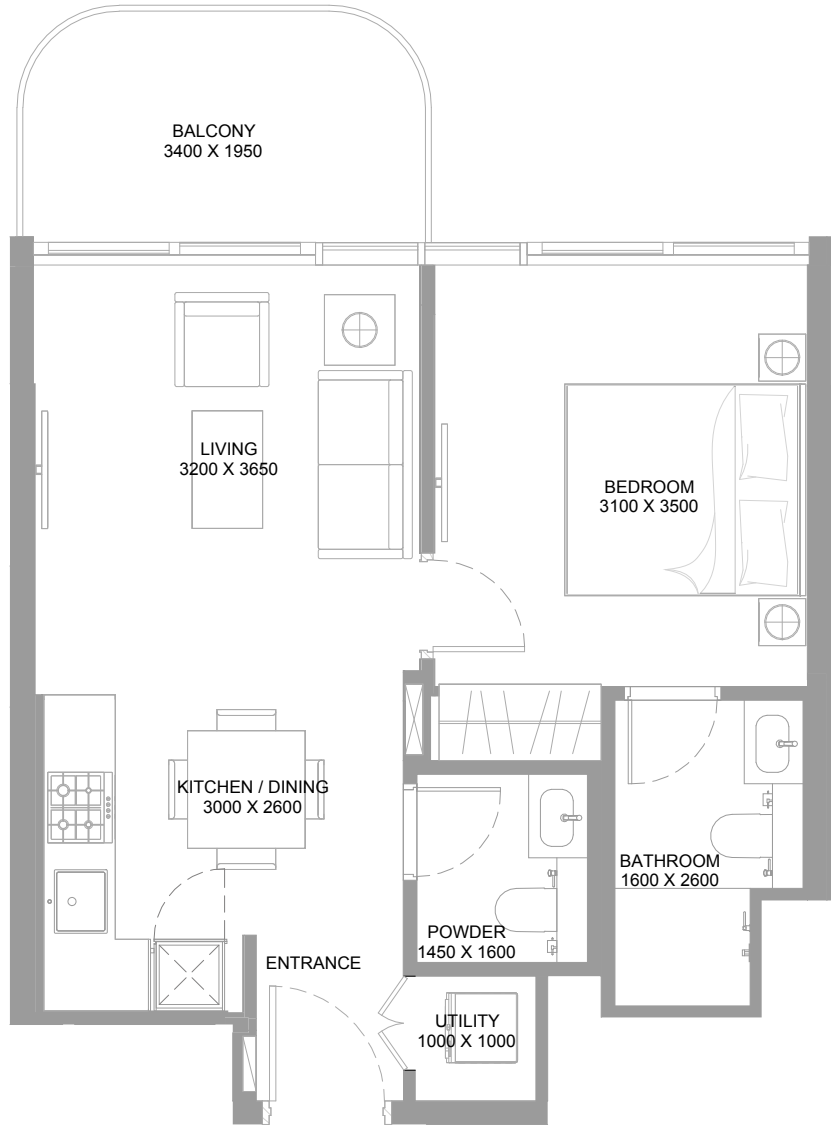 BALCONY
3400 X 1950
LIVING
3200 X 3650
BEDROOM
3100 X 3500
KITCHEN / DINING
3000 X 2600
BATHROOM
1600 X 2600
POWDER
1450 X 1600
ENTRANCE
UTILITY
1000 X 1000